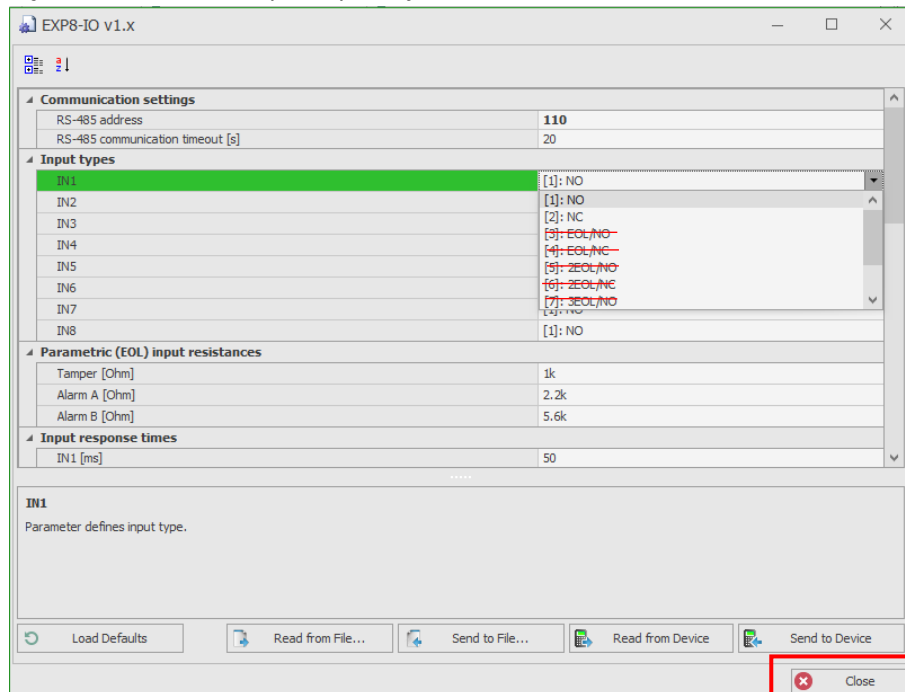 EXP8-IO v1.x
Communication settings
RS-485 address 110
RS-485 communication timeout [s] 20
Input types
IN1 [1]: NO
IN2 [1]: NO
[2]: NC
IN3 [3]: EOL/NO
IN4 [4]: EOL/NC
IN5 [5]: 2EOL/NO
IN6 [6]: 2EOL/NC
[7]: 3EOL/NO
IN7 [1]: NO
IN8 [1]: NO
Parametric (EOL) input resistances
Tamper [Ohm] 1k
Alarm A [Ohm] 2.2k
Alarm B [Ohm] 5.6k
Input response times
IN1 [ms] 50
IN1
Parameter defines input type.
Load Defaults Read from File... Send to File... Read from Device Send to Device
Close